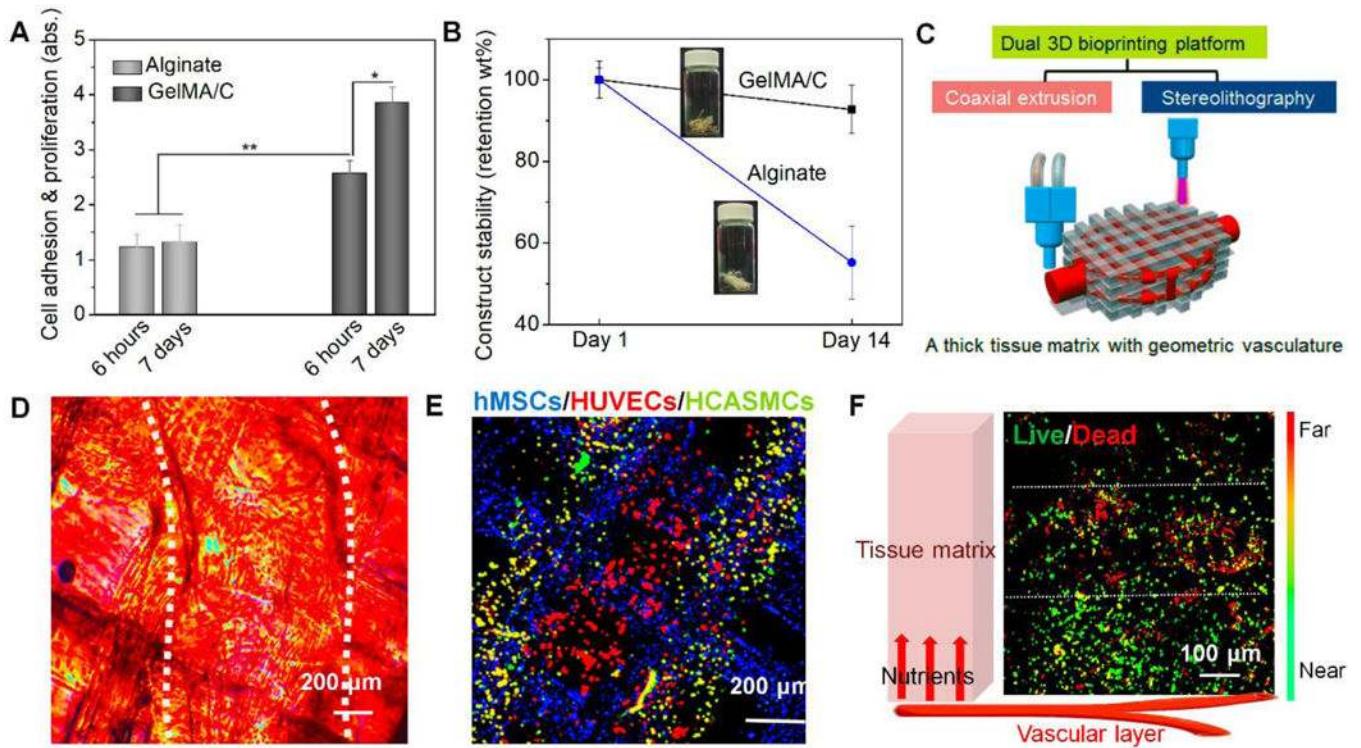 A
Cell adhesion & proliferation (abs.)
5
4
3
2
1
0
Alginate
GelMA/C
*
**
6 hours
7 days
6 hours
7 days
B
Construct stability (retention wt%)
100
80
60
40
GelMA/C
Alginate
Day 1
Day 14
C
Dual 3D bioprinting platform
Coaxial extrusion
Stereolithography
A thick tissue matrix with geometric vasculature
D
200 μm
E
hMSCs/HUVECs/HCASMCs
200 μm
F
Tissue matrix
Nutrients
Live/Dead
100 μm
Far
Near
Vascular layer